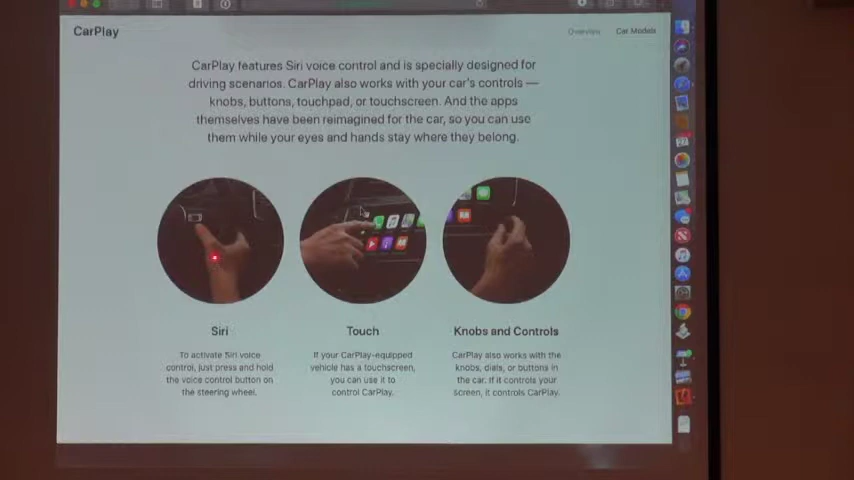 CarPlay
Overview Car Models
CarPlay features Siri voice control and is specially designed for
driving scenarios. CarPlay also works with your car's controls —
knobs, buttons, touchpad, or touchscreen. And the apps
themselves have been reimagined for the car, so you can use
them while your eyes and hands stay where they belong.
Siri
To activate Siri voice
control, just press and hold
the voice control button on
the steering wheel.
Touch
If your CarPlay-equipped
vehicle has a touchscreen,
you can use it to
control CarPlay.
Knobs and Controls
CarPlay also works with the
knobs, dials, or buttons in
the car. If it controls your
screen, it controls CarPlay.